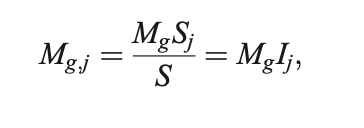 M_{g,j} = \frac{M_g S_j}{S} = M_g I_j,